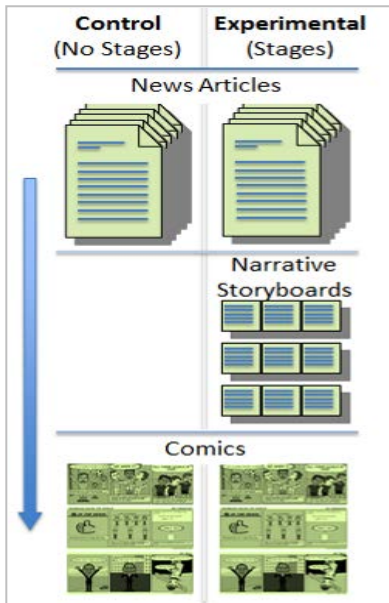 Control Experimental
(No Stages) (Stages)
News Articles
Narrative
Storyboards
Comics